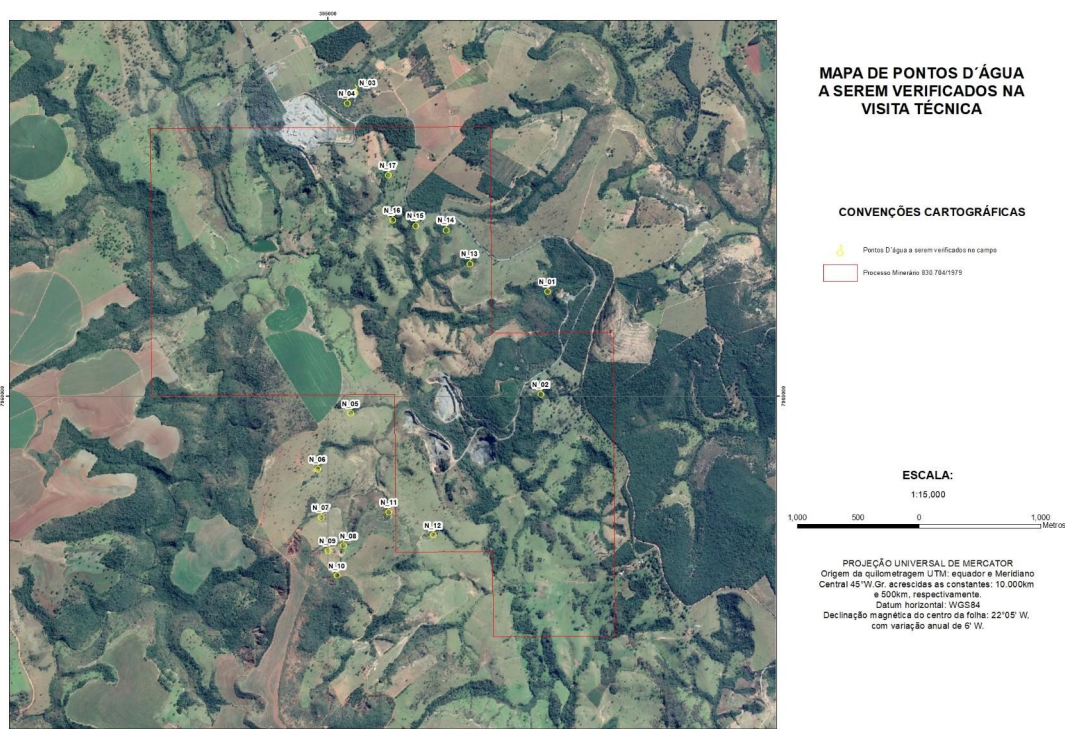 395000
N_03
N_04
N_17
N_16
N_15
N_14
N_13
N_01
N_02
N_05
N_06
N_11
N_07
N_12
N_08
N_09
N_10
MAPA DE PONTOS D´ÁGUA
A SEREM VERIFICADOS NA
VISITA TÉCNICA
CONVENÇÕES CARTOGRÁFICAS
Pontos D´água a serem verificados no campo
Processo Minerário 830.704/1979
ESCALA:
1:15,000
1,000 500 0 1,000
Metros
PROJEÇÃO UNIVERSAL DE MERCATOR
Origem da quilometragem UTM: equador e Meridiano
Central 45°W.Gr. acrescidas as constantes: 10.000km
e 500km, respectivamente.
Datum horizontal: WGS84
Declinação magnética do centro da folha: 22°05' W,
com variação anual de 6' W.